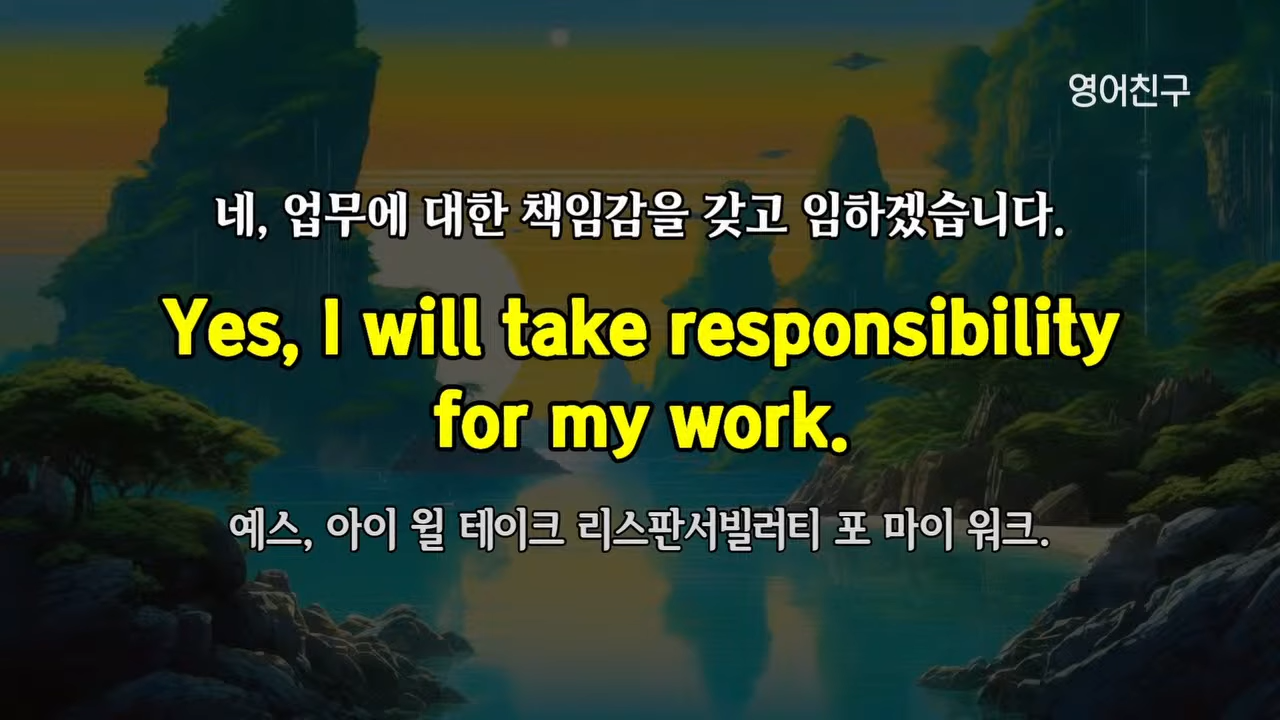 영어친구
네, 업무에 대한 책임감을 갖고 임하겠습니다.
Yes, I will take responsibility
for my work.
예스, 아이 윌 테이크 리스판서빌러티 포 마이 워크.